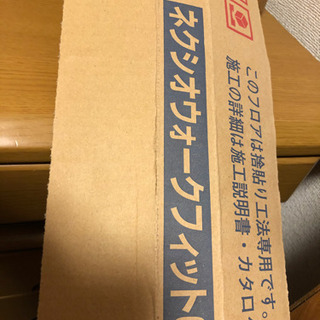 このフロアは捨貼り工法専用です。
施工の詳細は施工説明書・カタロ
ネクシオウォークフィット